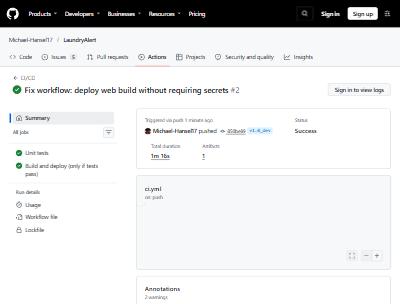 Products
Developers
Businesses
Resources
Pricing
Sign in
Sign up
Michael-Hansel17 / LaundryAlert
Code
Issues 5
Pull requests
Actions
Projects
Security and quality
Insights
← CI/CD
Fix workflow: deploy web build without requiring secrets #2
Sign in to view logs
Summary
All jobs
Unit tests
Build and deploy (only if tests
pass)
Run details
Usage
Workflow file
Lockfile
Triggered via push 1 minute ago
Michael-Hansel17 pushed
v1.0_dev
Status
Success
Total duration
1m 16s
Artifacts
1
ci.yml
on: push
Annotations
2 warnings